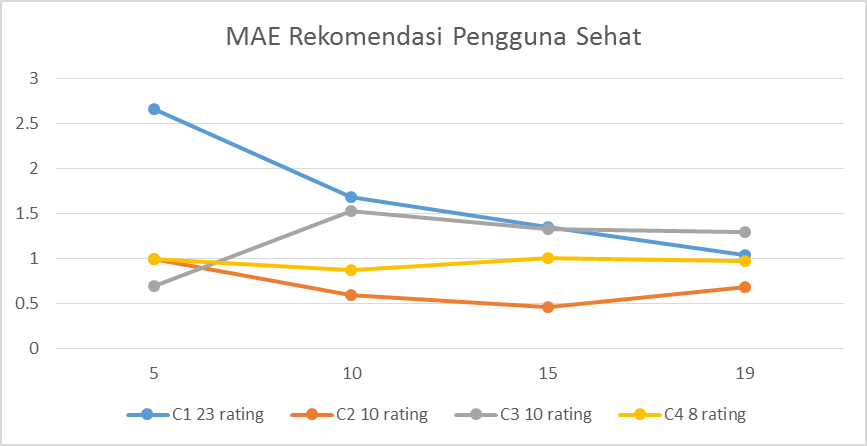 MAE Rekomendasi Pengguna Sehat
3
2.5
2
1.5
1
0.5
0
5 10 15 19
C1 23 rating C2 10 rating C3 10 rating C4 8 rating